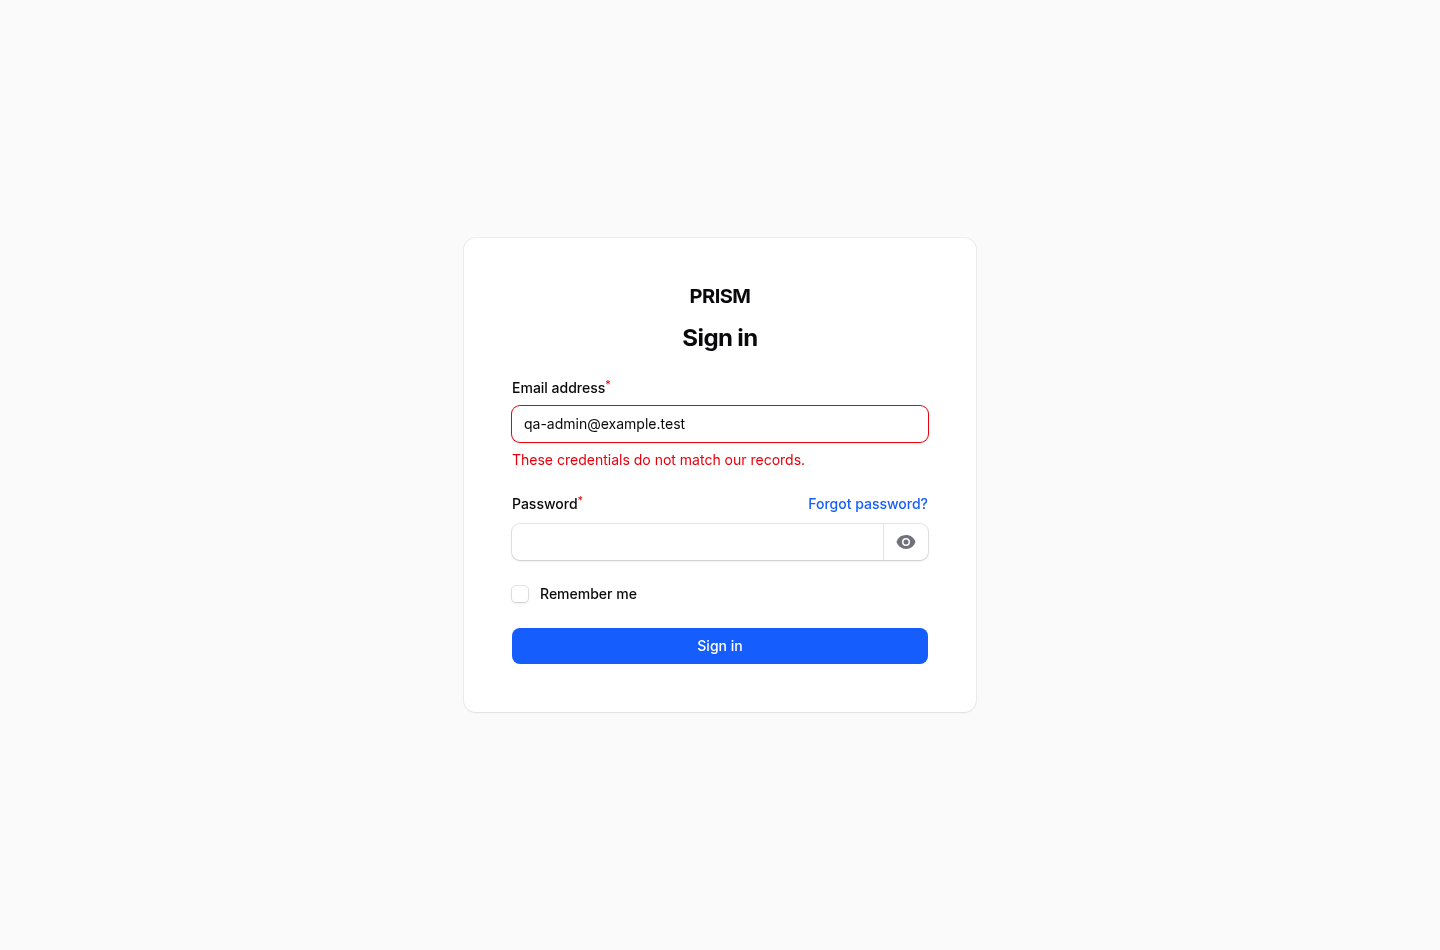 PRISM
Sign in
Email address*
qa-admin@example.test
These credentials do not match our records.
Password*
Forgot password?
Remember me
Sign in